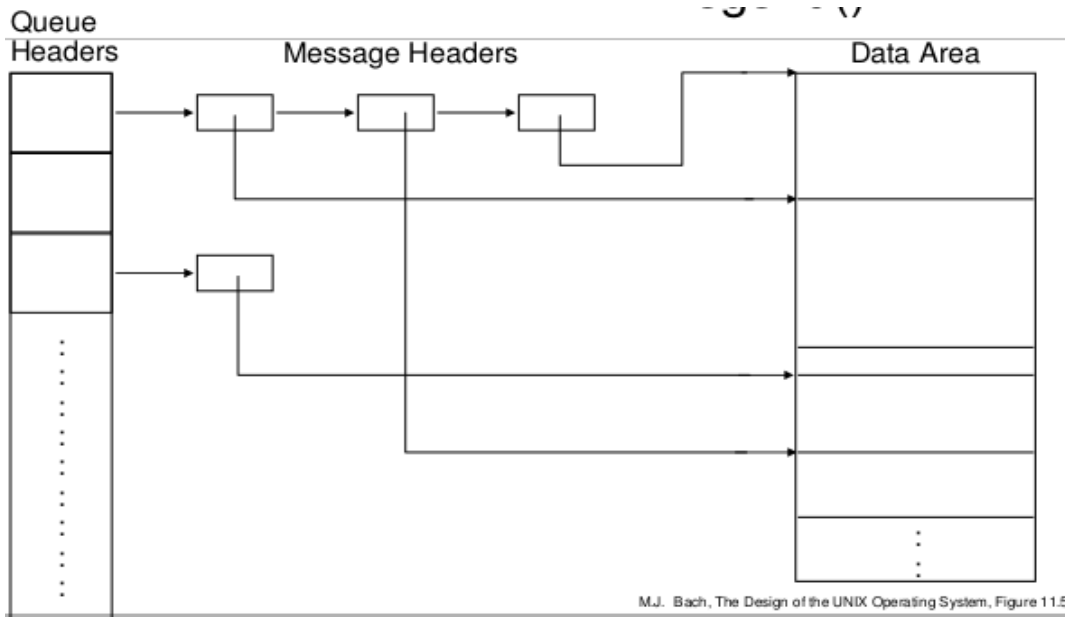 Queue
Headers
Message Headers
Data Area
M.J. Bach, The Design of the UNIX Operating System, Figure 11.5